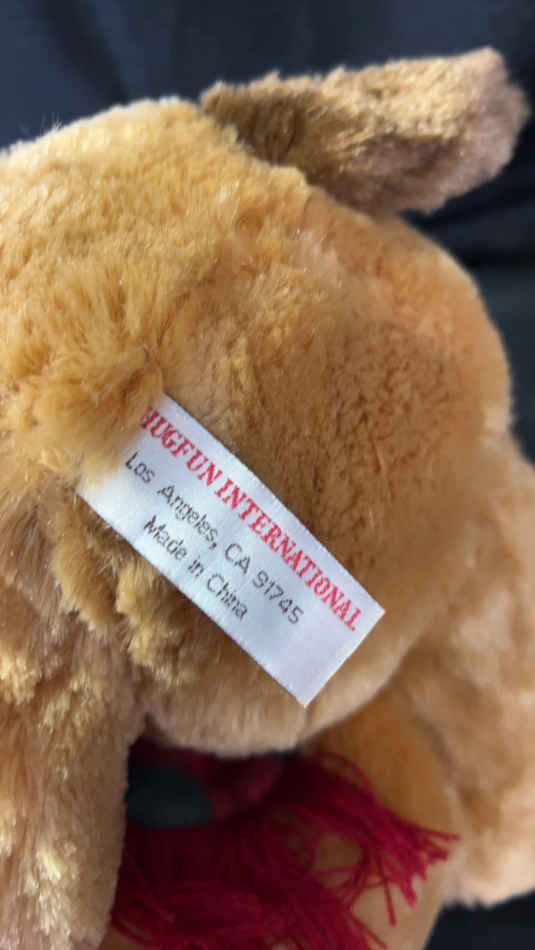 HUGFUN INTERNATIONAL
Los Angeles, CA 91745
Made in China